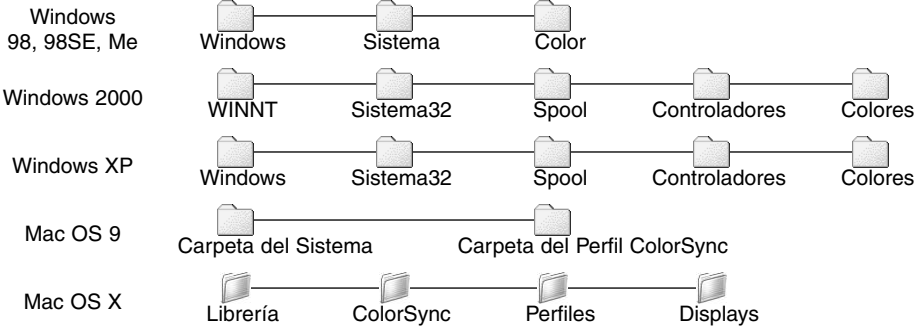 Windows
98, 98SE, Me
Windows Sistema Color
Windows 2000
WINNT Sistema32 Spool Controladores Colores
Windows XP
Windows Sistema32 Spool Controladores Colores
Mac OS 9
Carpeta del Sistema Carpeta del Perfil ColorSync
Mac OS X
Librería ColorSync Perfiles Displays